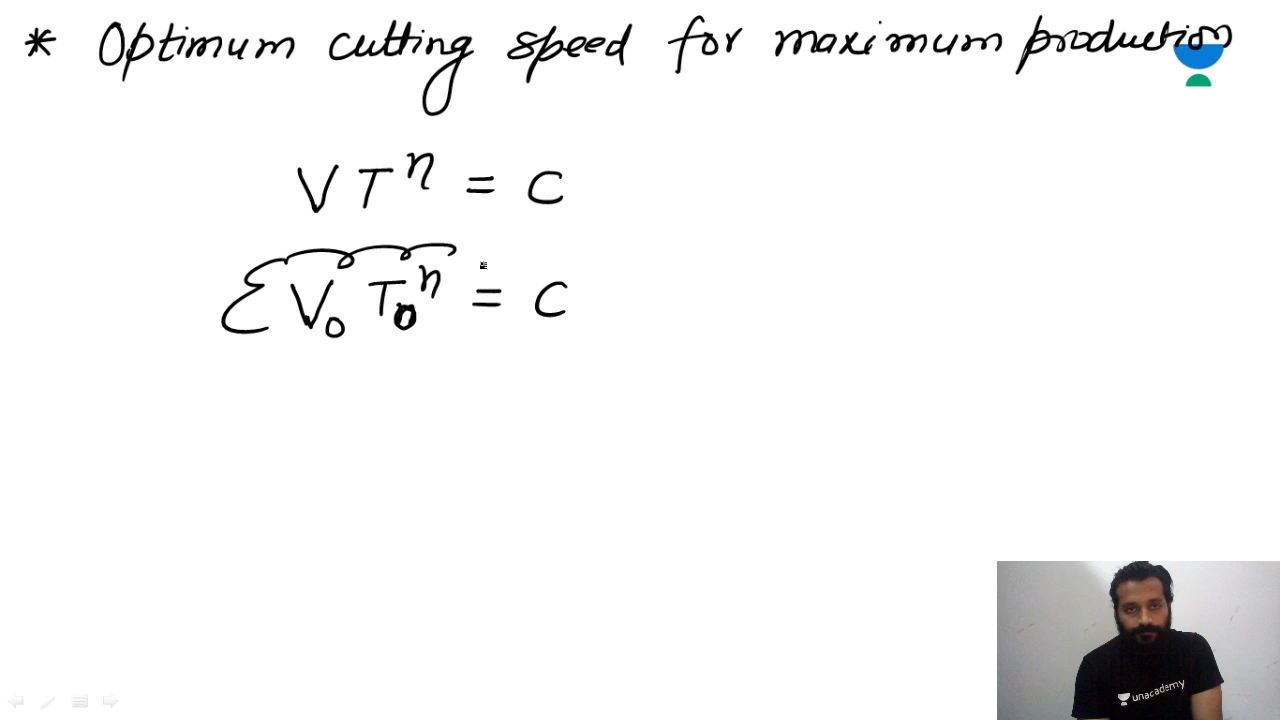 * Optimum cutting speed for maximum production
V T^n = C
V₀ T₀^n = C
unacademy